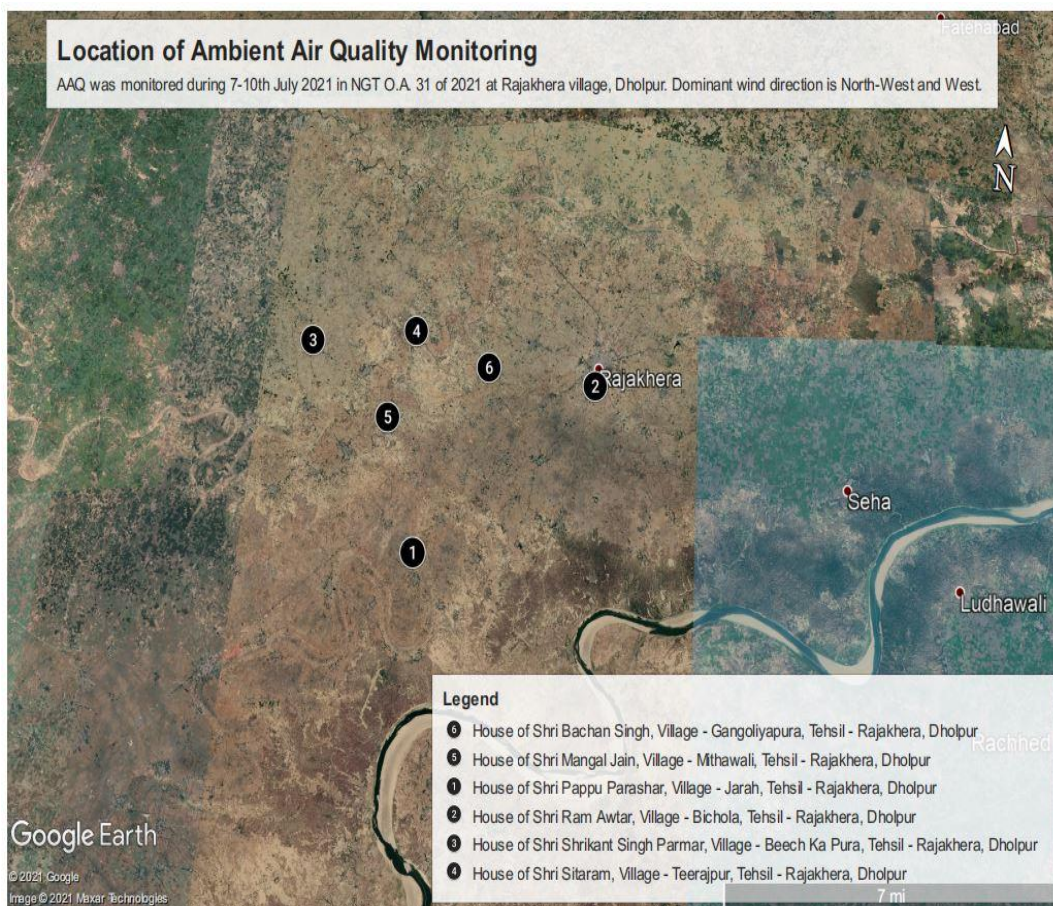 Fatehabad
Location of Ambient Air Quality Monitoring
AAQ was monitored during 7-10th July 2021 in NGT O.A. 31 of 2021 at Rajakhera village, Dholpur. Dominant wind direction is North-West and West.
N
3
4
6
Rajakhera
2
5
Seha
1
Ludhawali
Legend
6 House of Shri Bachan Singh, Village - Gangoliyapura, Tehsil - Rajakhera, Dholpur
5 House of Shri Mangal Jain, Village - Mithawali, Tehsil - Rajakhera, Dholpur
1 House of Shri Pappu Parashar, Village - Jarah, Tehsil - Rajakhera, Dholpur
2 House of Shri Ram Awtar, Village - Bichola, Tehsil - Rajakhera, Dholpur
3 House of Shri Shrikant Singh Parmar, Village - Beech Ka Pura, Tehsil - Rajakhera, Dholpur
4 House of Shri Sitaram, Village - Teerajpur, Tehsil - Rajakhera, Dholpur
Rachhed
Google Earth
© 2021 Google
Image © 2021 Maxar Technologies
7 mi